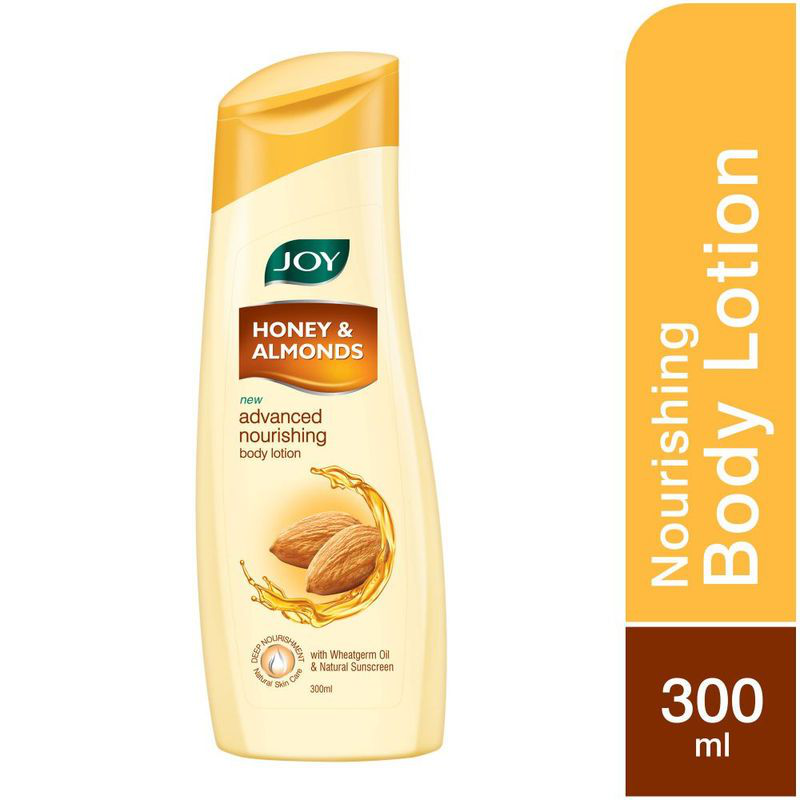 JOY
HONEY &
ALMONDS
new
advanced
nourishing
body lotion
DEEP NOURISHMENT
Natural Skin Care
with Wheatgerm Oil
& Natural Sunscreen
300ml
Nourishing
Body Lotion
300
ml